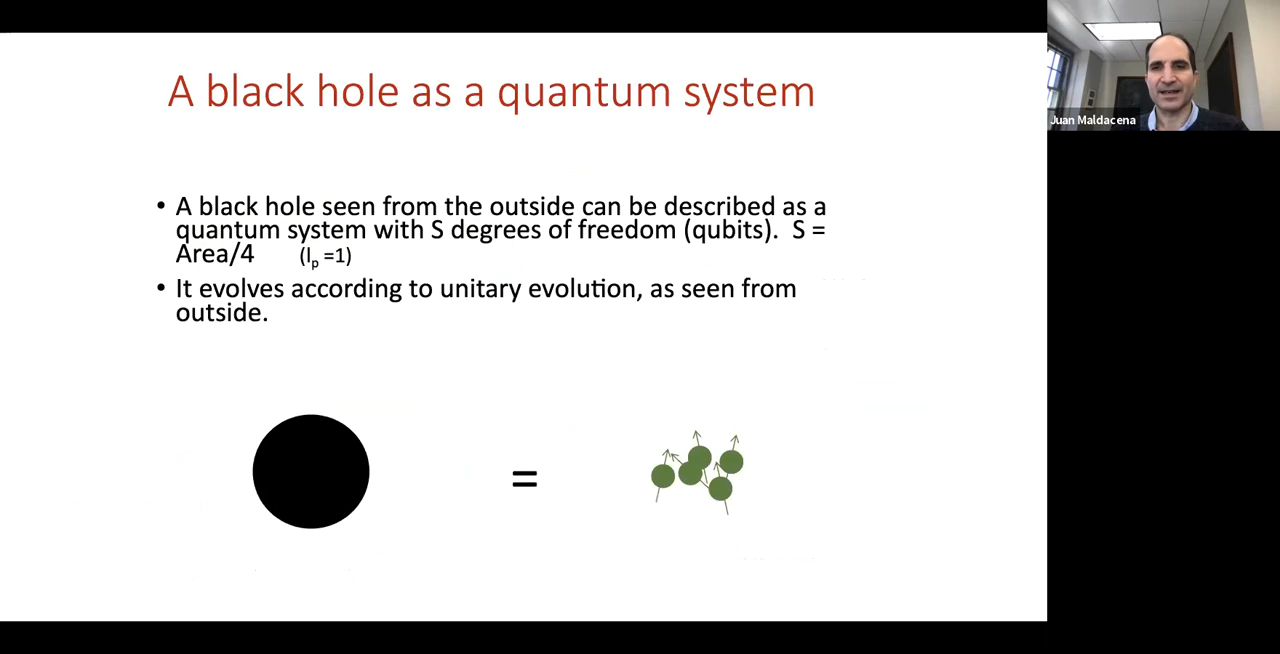 A black hole as a quantum system
Juan Maldacena
• A black hole seen from the outside can be described as a
quantum system with S degrees of freedom (qubits). S =
Area/4 (lp =1)
• It evolves according to unitary evolution, as seen from
outside.
=